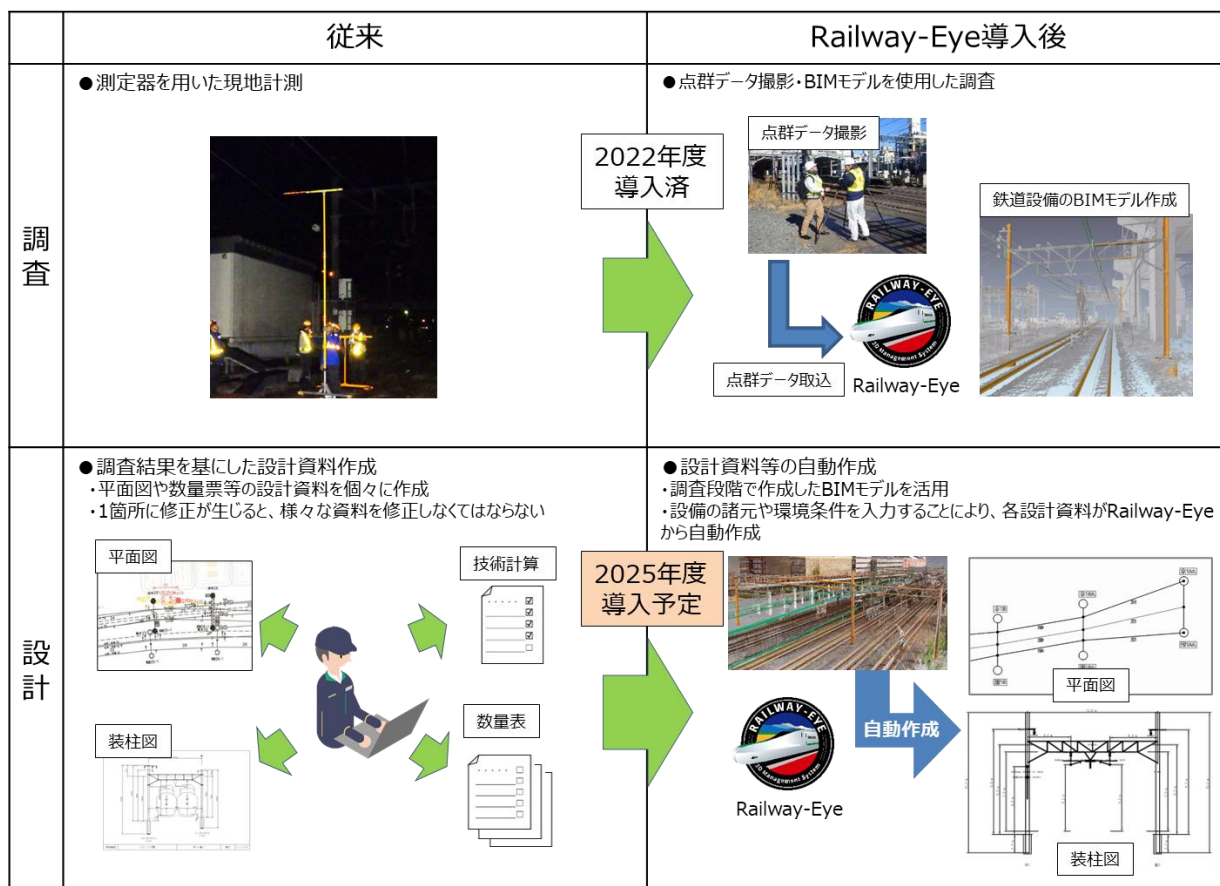 従来
Railway-Eye導入後
調査
●測定器を用いた現地計測
2022年度
導入済
●点群データ撮影・BIMモデルを使用した調査
点群データ撮影
鉄道設備のBIMモデル作成
点群データ取込
RAILWAY-EYE
3D Management System
Railway-Eye
設計
●調査結果を基にした設計資料作成
・平面図や数量票等の設計資料を個々に作成
・1箇所に修正が生じると、様々な資料を修正しなくてはならない
平面図
技術計算
装柱図
数量表
2025年度
導入予定
●設計資料等の自動作成
・調査段階で作成したBIMモデルを活用
・設備の諸元や環境条件を入力することにより、各設計資料がRailway-Eye
から自動作成
RAILWAY-EYE
3D Management System
Railway-Eye
自動作成
平面図
装柱図